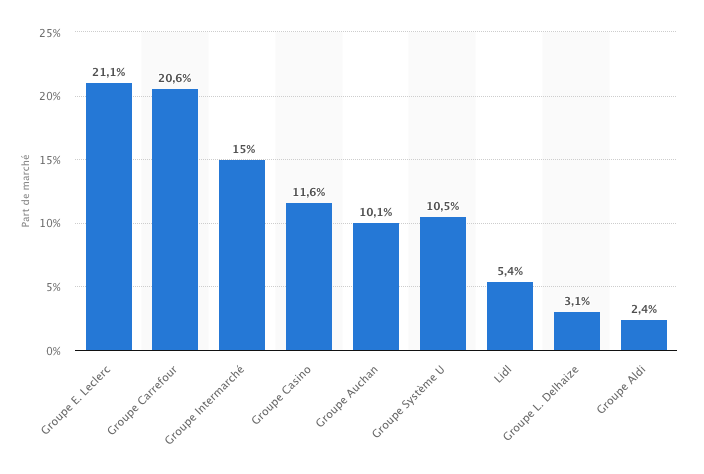 25%
20%
15%
10%
5%
0%
Part de marché
21,1%
20,6%
15%
11,6%
10,1%
10,5%
5,4%
3,1%
2,4%
Groupe E. Leclerc
Groupe Carrefour
Groupe Intermarché
Groupe Casino
Groupe Auchan
Groupe Système U
Lidl
Groupe L. Delhaize
Groupe Aldi